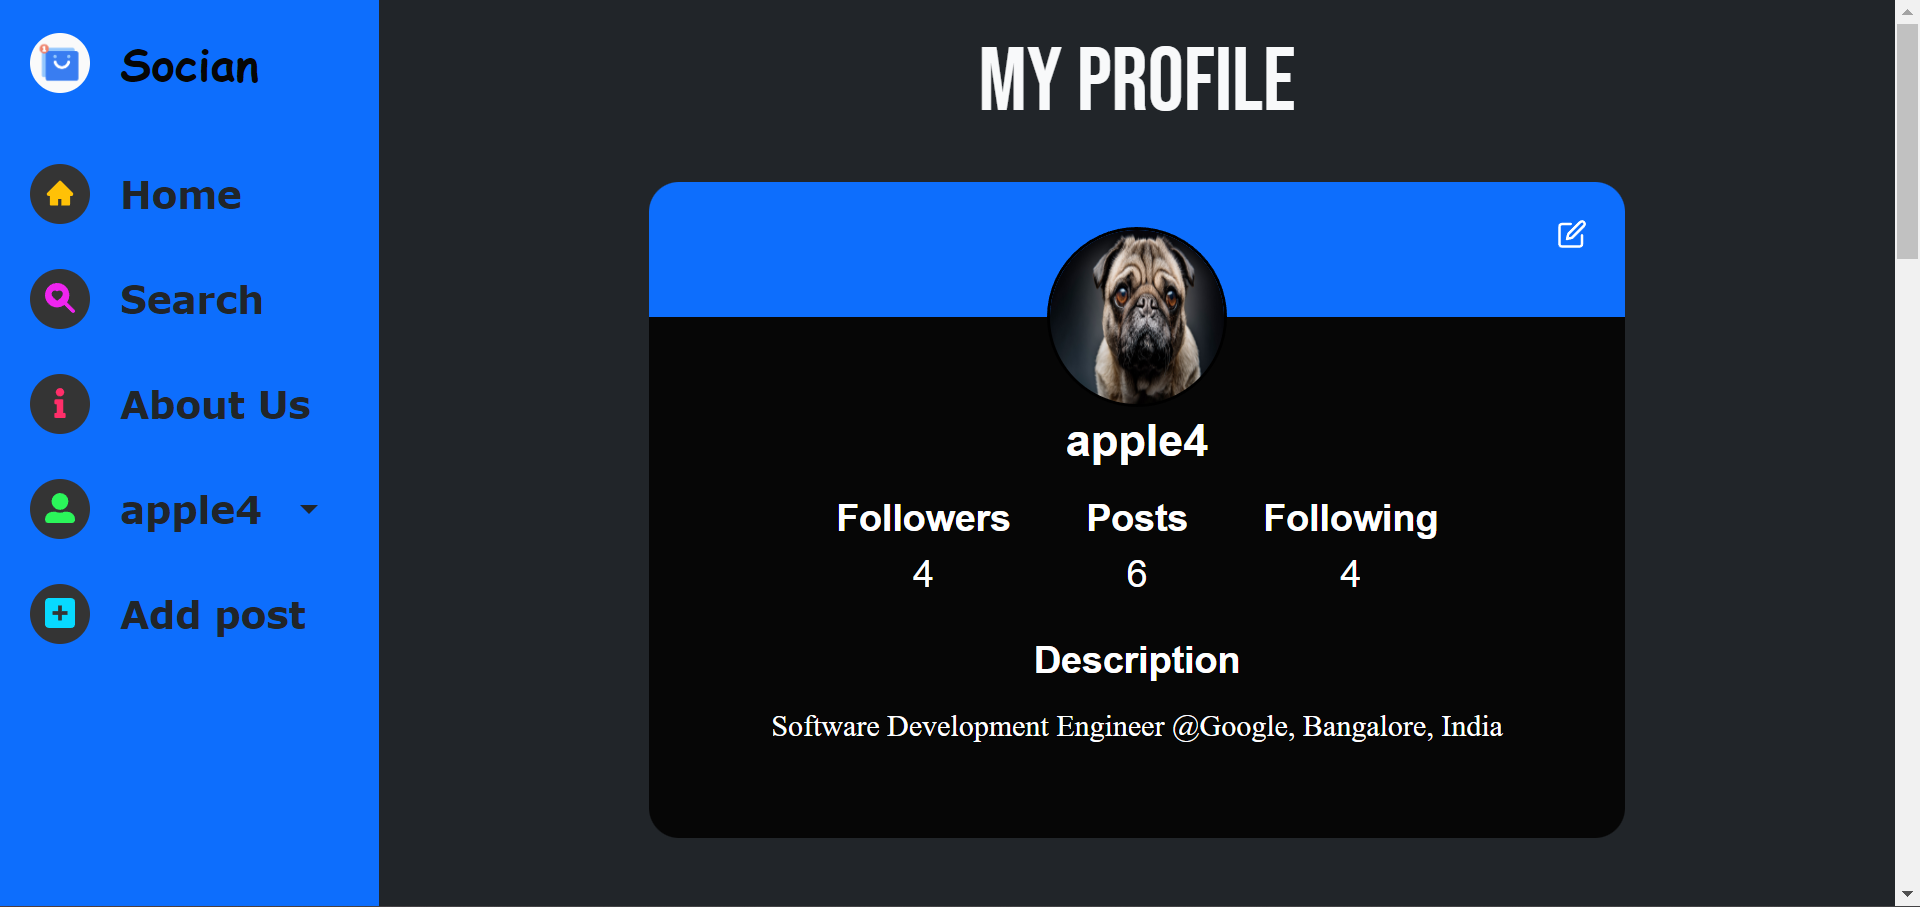 Socian
Home
Search
About Us
apple4
Add post
MY PROFILE
apple4
Followers Posts Following
4 6 4
Description
Software Development Engineer @Google, Bangalore, India